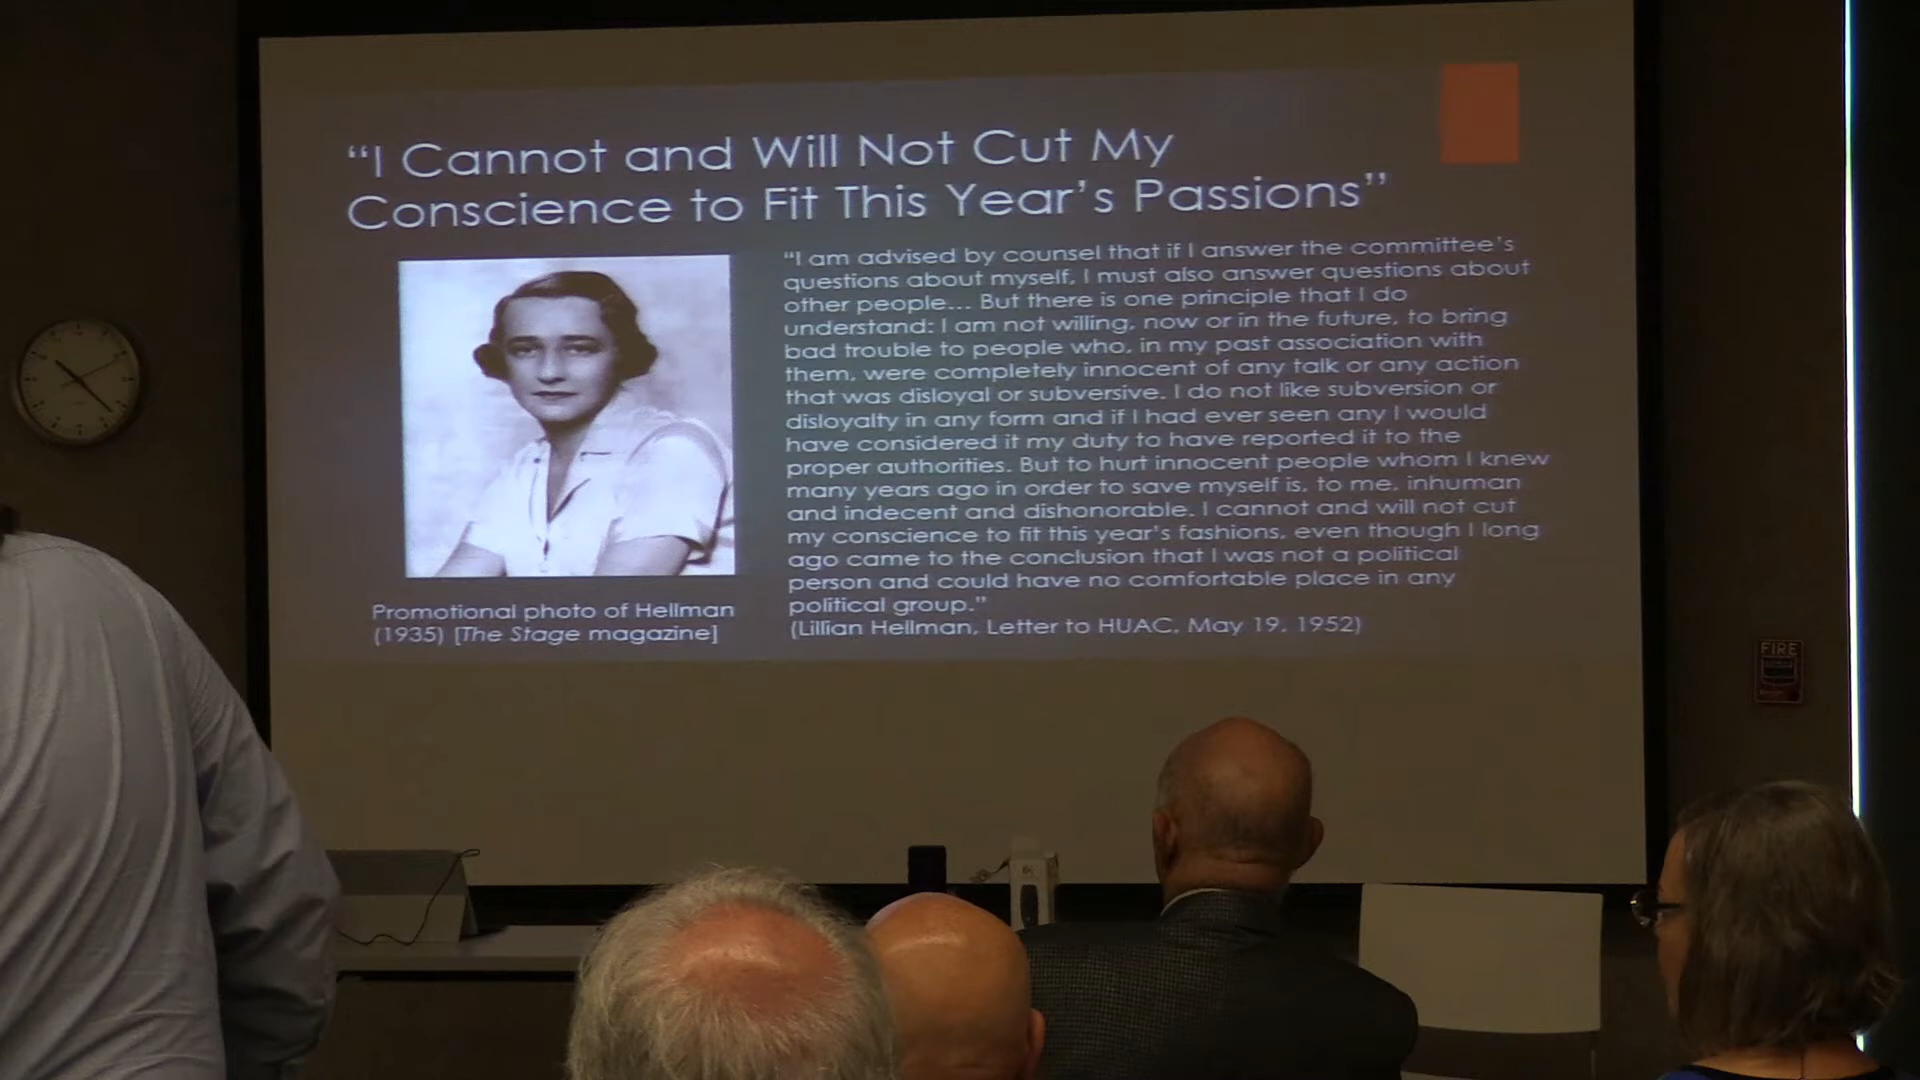 “I Cannot and Will Not Cut My
Conscience to Fit This Year’s Passions”
“I am advised by counsel that if I answer the committee’s
questions about myself, I must also answer questions about
other people... But there is one principle that I do
understand: I am not willing, now or in the future, to bring
bad trouble to people who, in my past association with
them, were completely innocent of any talk or any action
that was disloyal or subversive. I do not like subversion or
disloyalty in any form and if I had ever seen any I would
have considered it my duty to have reported it to the
proper authorities. But to hurt innocent people whom I knew
many years ago in order to save myself is, to me, inhuman
and indecent and dishonorable. I cannot and will not cut
my conscience to fit this year’s fashions, even though I long
ago came to the conclusion that I was not a political
person and could have no comfortable place in any
political group.”
(Lillian Hellman, Letter to HUAC, May 19, 1952)
Promotional photo of Hellman
(1935) [The Stage magazine]
FIRE